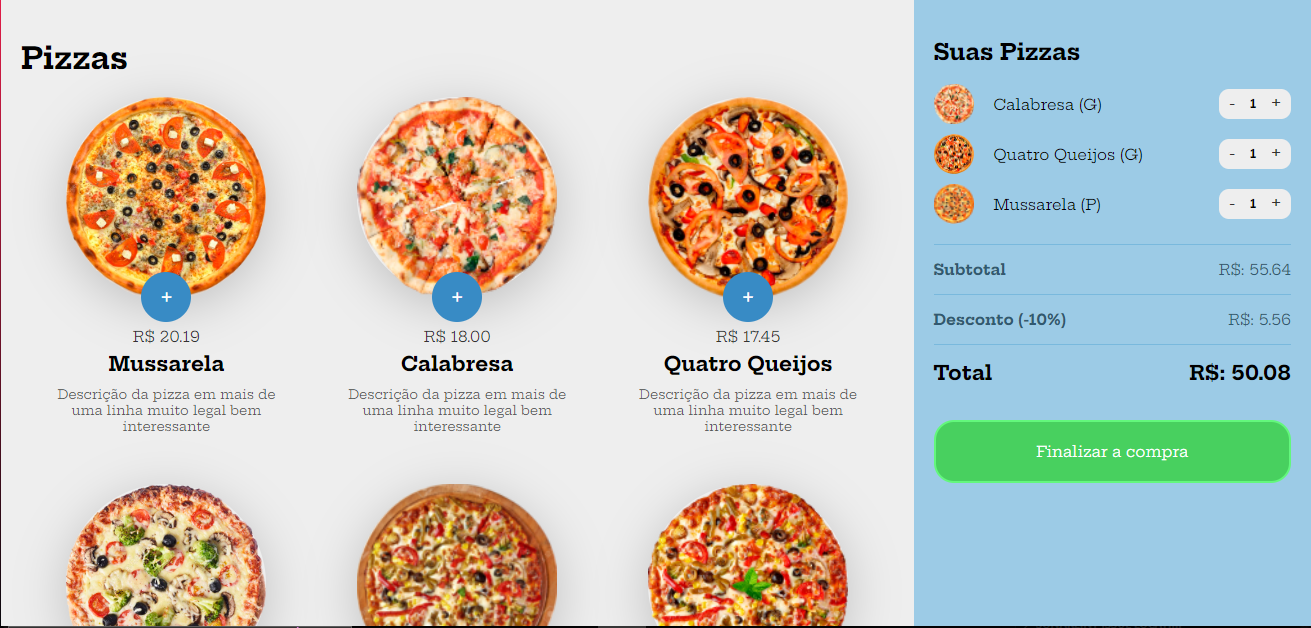 Pizzas
+
R$ 20.19
Mussarela
Descrição da pizza em mais de
uma linha muito legal bem
interessante
+
R$ 18.00
Calabresa
Descrição da pizza em mais de
uma linha muito legal bem
interessante
+
R$ 17.45
Quatro Queijos
Descrição da pizza em mais de
uma linha muito legal bem
interessante
Suas Pizzas
Calabresa (G) - 1 +
Quatro Queijos (G) - 1 +
Mussarela (P) - 1 +
Subtotal R$: 55.64
Desconto (-10%) R$: 5.56
Total R$: 50.08
Finalizar a compra